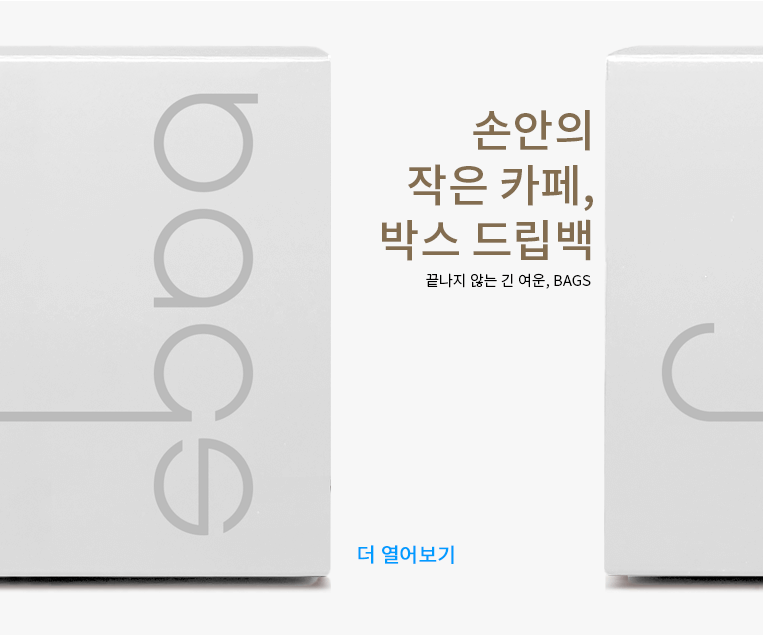 손안의
작은 카페,
박스 드립백
끝나지 않는 긴 여운, BAGS
더 열어보기